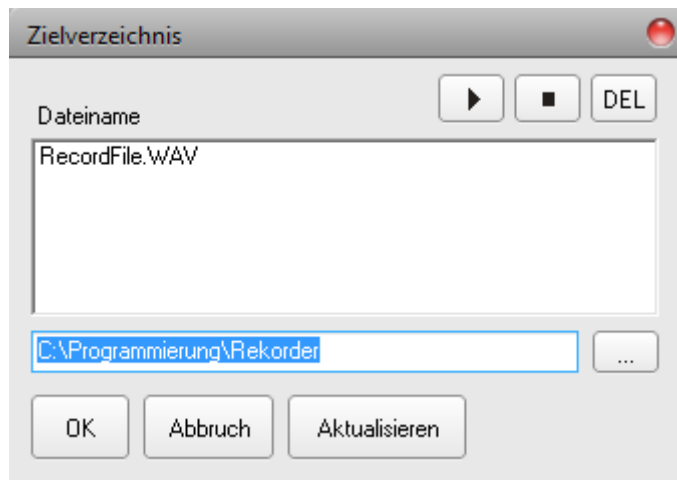 Zielverzeichnis
Dateiname
DEL
RecordFile.WAV
C:\Programmierung\Rekorder
...
OK
Abbruch
Aktualisieren